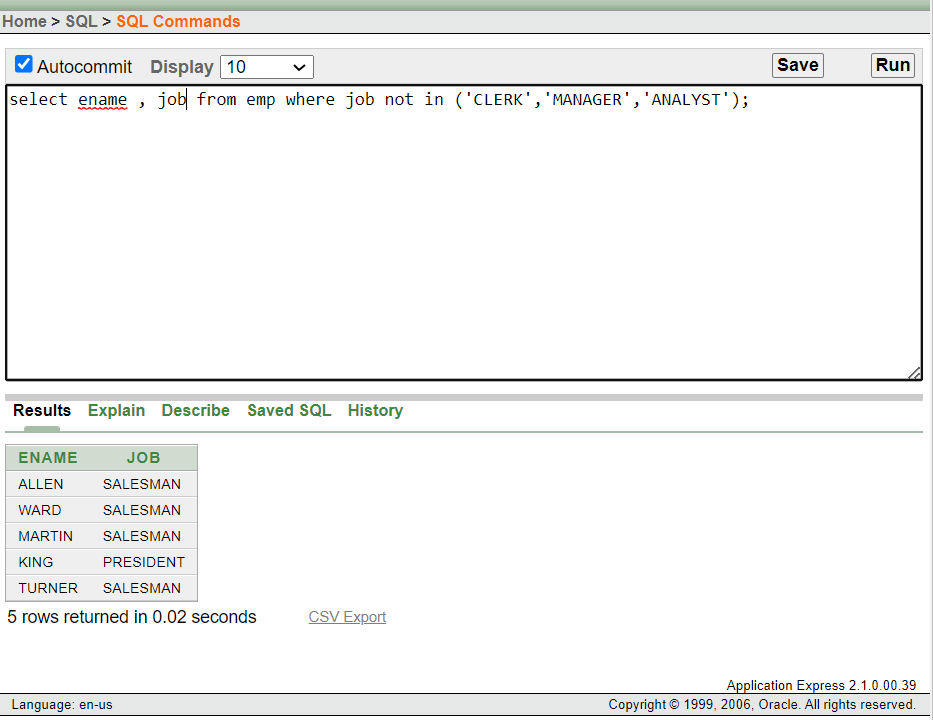 Home > SQL > SQL Commands
Autocommit Display 10 Save Run
select ename , job from emp where job not in ('CLERK','MANAGER','ANALYST');
Results Explain Describe Saved SQL History
ENAME JOB
ALLEN SALESMAN
WARD SALESMAN
MARTIN SALESMAN
KING PRESIDENT
TURNER SALESMAN
5 rows returned in 0.02 seconds CSV Export
Application Express 2.1.0.00.39
Language: en-us Copyright © 1999, 2006, Oracle. All rights reserved.